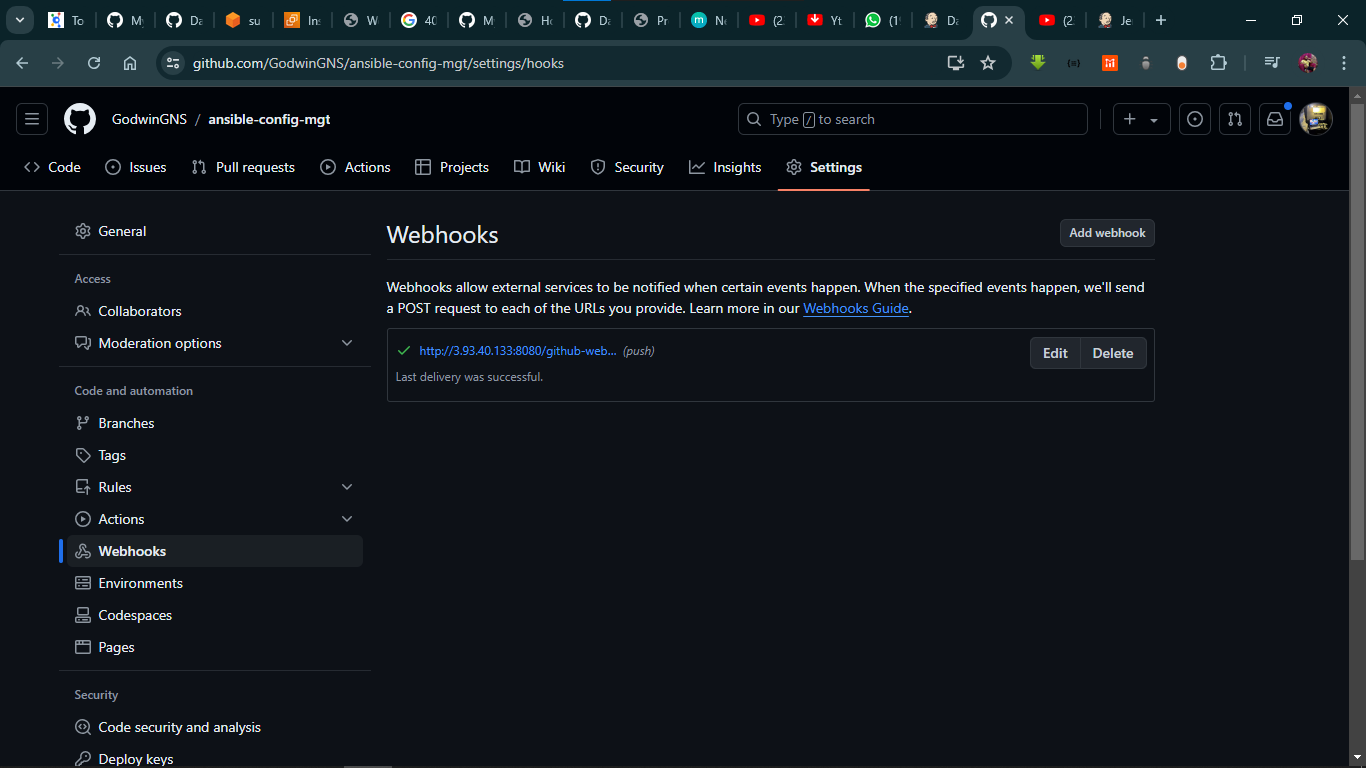 To
My
Da
su
Ins
W
40
M
Ho
Da
Pr
Ne
(2
Yt
(1
Da
(2
Je
github.com/GodwinGNS/ansible-config-mgt/settings/hooks
GodwinGNS / ansible-config-mgt
Type / to search
Code
Issues
Pull requests
Actions
Projects
Wiki
Security
Insights
Settings
General
Access
Collaborators
Moderation options
Code and automation
Branches
Tags
Rules
Actions
Webhooks
Environments
Codespaces
Pages
Security
Code security and analysis
Deploy keys
Webhooks
Add webhook
Webhooks allow external services to be notified when certain events happen. When the specified events happen, we'll send
a POST request to each of the URLs you provide. Learn more in our Webhooks Guide.
http://3.93.40.133:8080/github-web... (push)
Edit
Delete
Last delivery was successful.